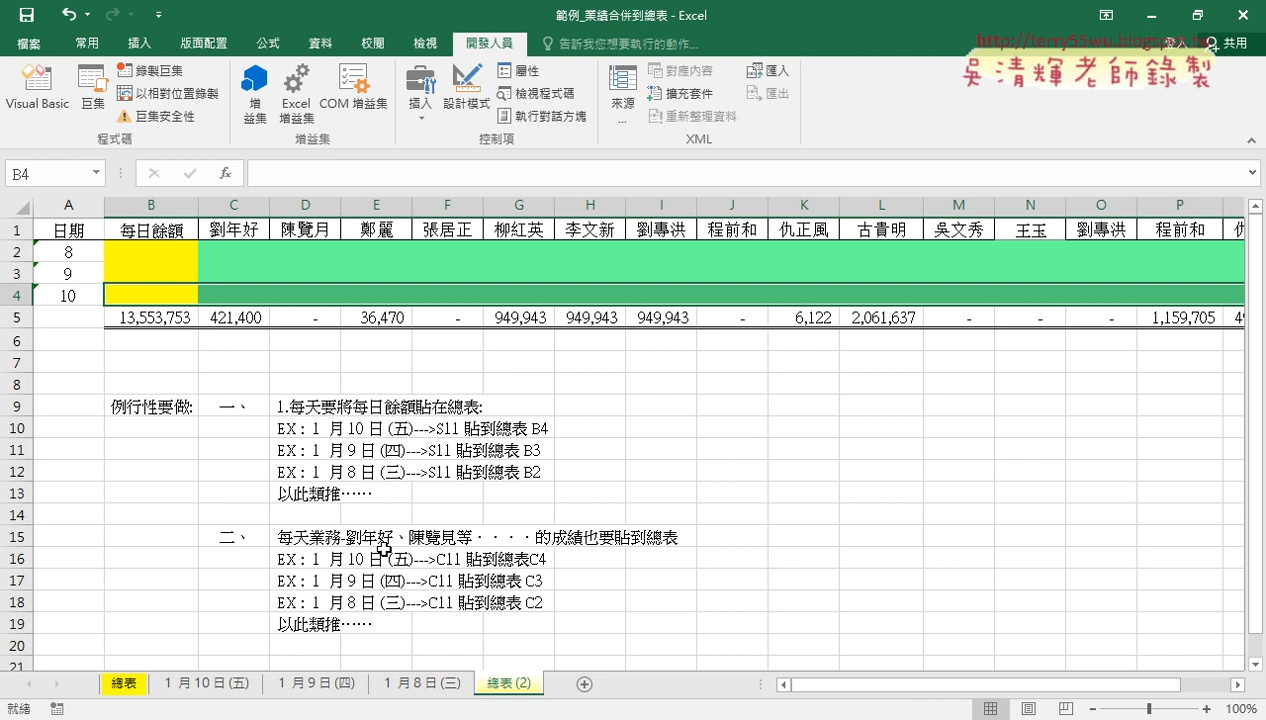 範例_業績合併到總表 - Excel
http://terry55wu.blogspot.tw
吳清輝老師錄製
檔案 常用 插入 版面配置 公式 資料 校閱 檢視 開發人員 告訴我您想要執行的動作... 登入 共用
Visual Basic 巨集 錄製巨集 以相對位置錄製 巨集安全性 程式碼
增益集 Excel 增益集 COM 增益集 增益集
插入 設計模式 屬性 檢視程式碼 執行對話方塊 控制項
來源... 對應內容 擴充套件 重新整理資料 匯入 匯出 XML
B4 fx
A B C D E F G H I J K L M N O P
1 日期 每日餘額 劉年好 陳覽月 鄭麗 張居正 柳紅英 李文新 劉專洪 程前和 仇正風 古貴明 吳文秀 王玉 劉專洪 程前和
2 8
3 9
4 10
5 13,553,753 421,400 - 36,470 - 949,943 949,943 949,943 - 6,122 2,061,637 - - - 1,159,705
6
7
8
9 例行性要做: 一、 1.每天要將每日餘額貼在總表:
10 EX : 1 月 10 日 (五)--->S11 貼到總表 B4
11 EX : 1 月 9 日 (四)--->S11 貼到總表 B3
12 EX : 1 月 8 日 (三)--->S11 貼到總表 B2
13 以此類推……
14
15 二、 每天業務-劉年好、陳覽見等‧‧‧‧的成績也要貼到總表
16 EX : 1 月 10 日 (五)--->C11 貼到總表C4
17 EX : 1 月 9 日 (四)--->C11 貼到總表 C3
18 EX : 1 月 8 日 (三)--->C11 貼到總表 C2
19 以此類推……
20
21
總表 1 月 10 日 (五) 1 月 9 日 (四) 1 月 8 日 (三) 總表 (2)
就緒 100%